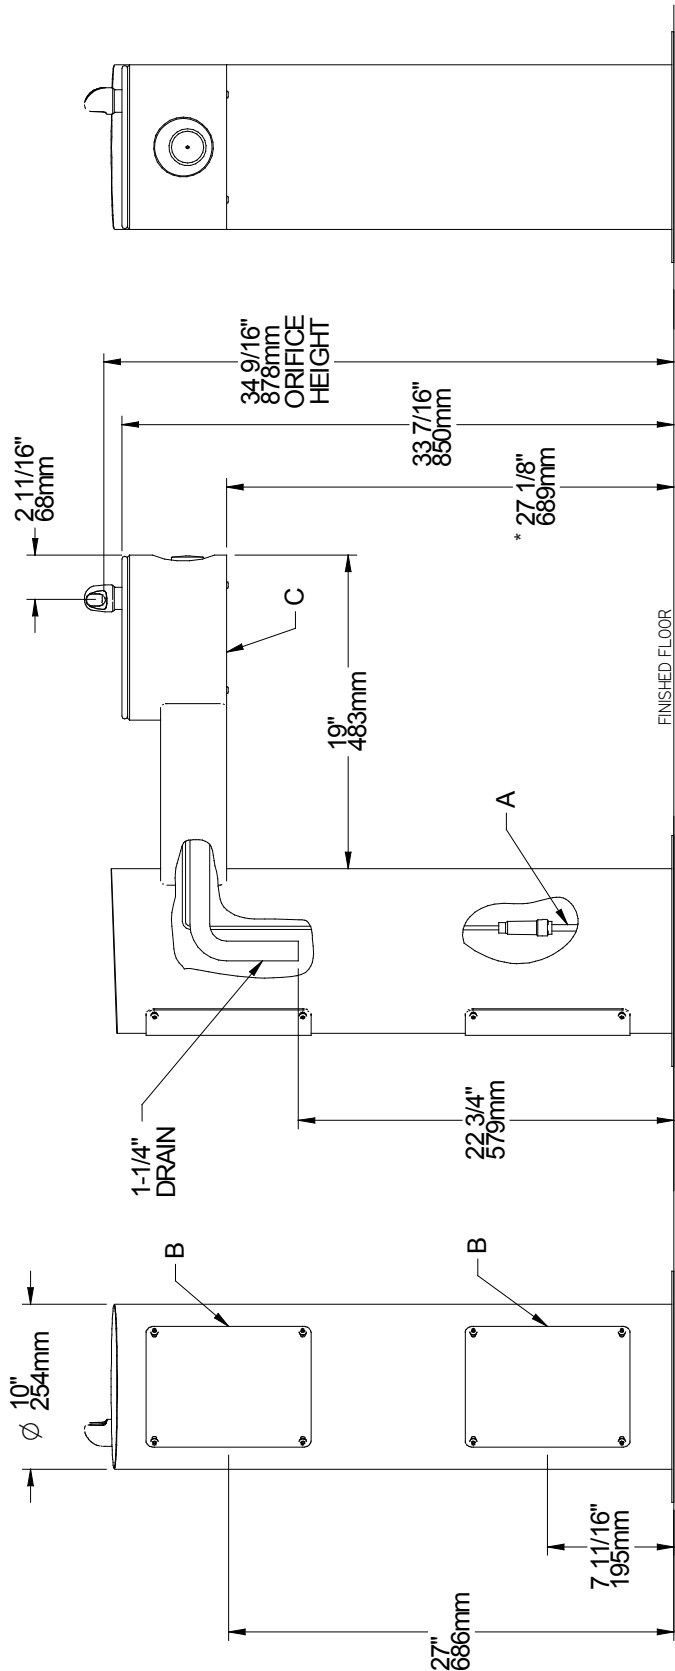 2 11/16"
68mm
34 9/16"
878mm
ORIFICE
HEIGHT
33 7/16"
850mm
* 27 1/8"
689mm
C
19"
483mm
FINISHED FLOOR
A
1-1/4"
DRAIN
22 3/4"
579mm
B
B
Ø 10"
254mm
7 11/16"
195mm
27"
686mm